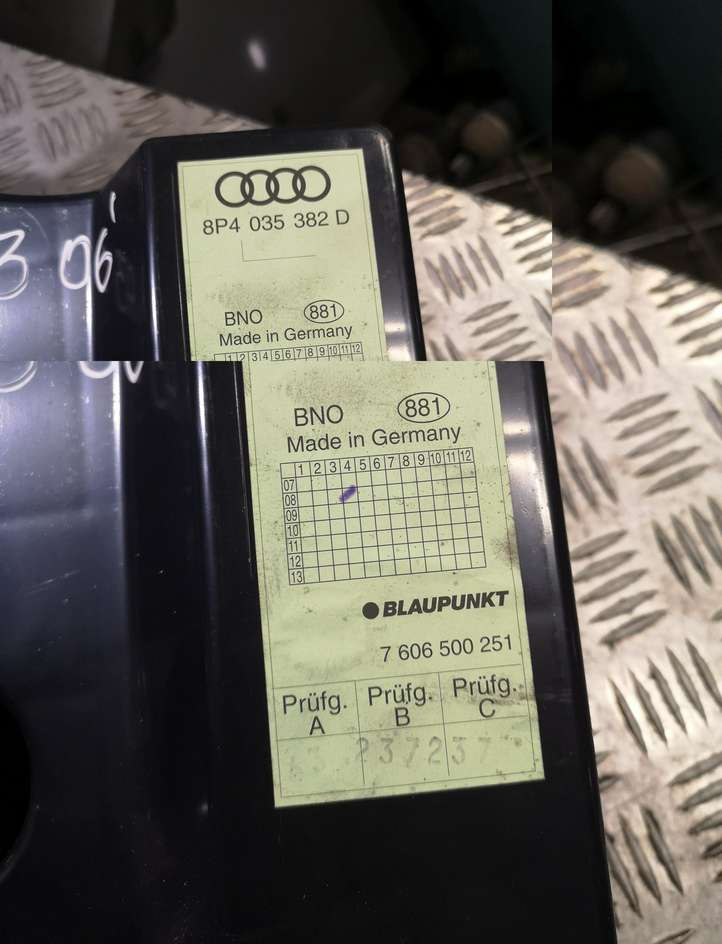 3 06
8P4 035 382 D
BNO 881
Made in Germany
1 2 3 4 5 6 7 8 9 10 11 12
BNO 881
Made in Germany
1 2 3 4 5 6 7 8 9 10 11 12
07
08
09
10
11
12
13
BLAUPUNKT
7 606 500 251
Prüfg. A Prüfg. B Prüfg. C
2372